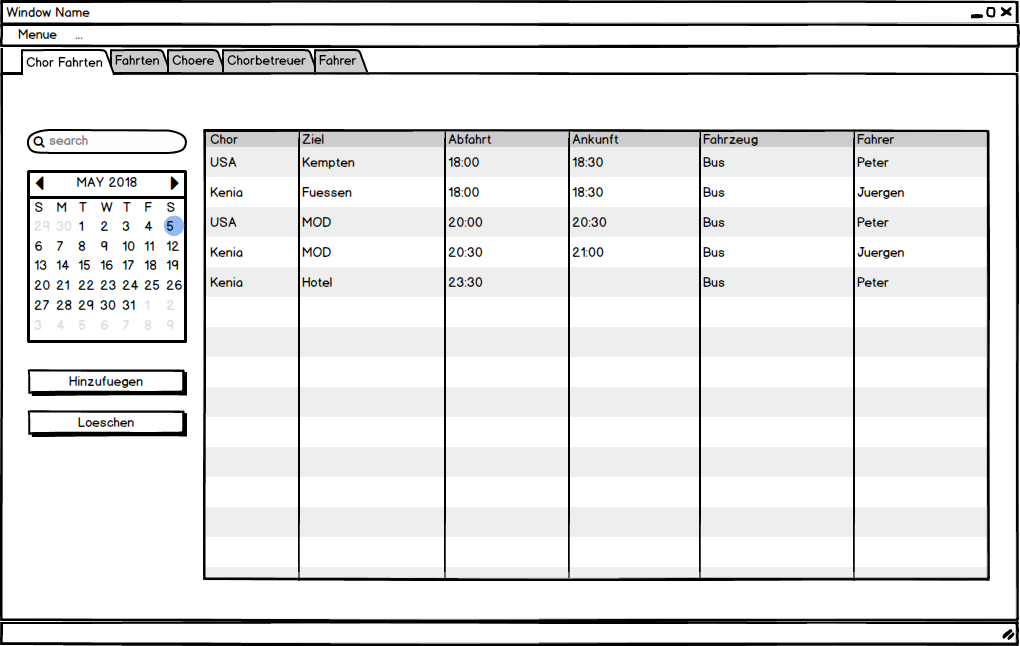 Window Name
Menue ...
Chor Fahrten Fahrten Choere Chorbetreuer Fahrer
search
MAY 2018
S M T W T F S
29 30 1 2 3 4 5
6 7 8 9 10 11 12
13 14 15 16 17 18 19
20 21 22 23 24 25 26
27 28 29 30 31 1 2
3 4 5 6 7 8 9
Hinzufuegen
Loeschen
Chor Ziel Abfahrt Ankunft Fahrzeug Fahrer
USA Kempten 18:00 18:30 Bus Peter
Kenia Fuessen 18:00 18:30 Bus Juergen
USA MOD 20:00 20:30 Bus Peter
Kenia MOD 20:30 21:00 Bus Juergen
Kenia Hotel 23:30 Bus Peter